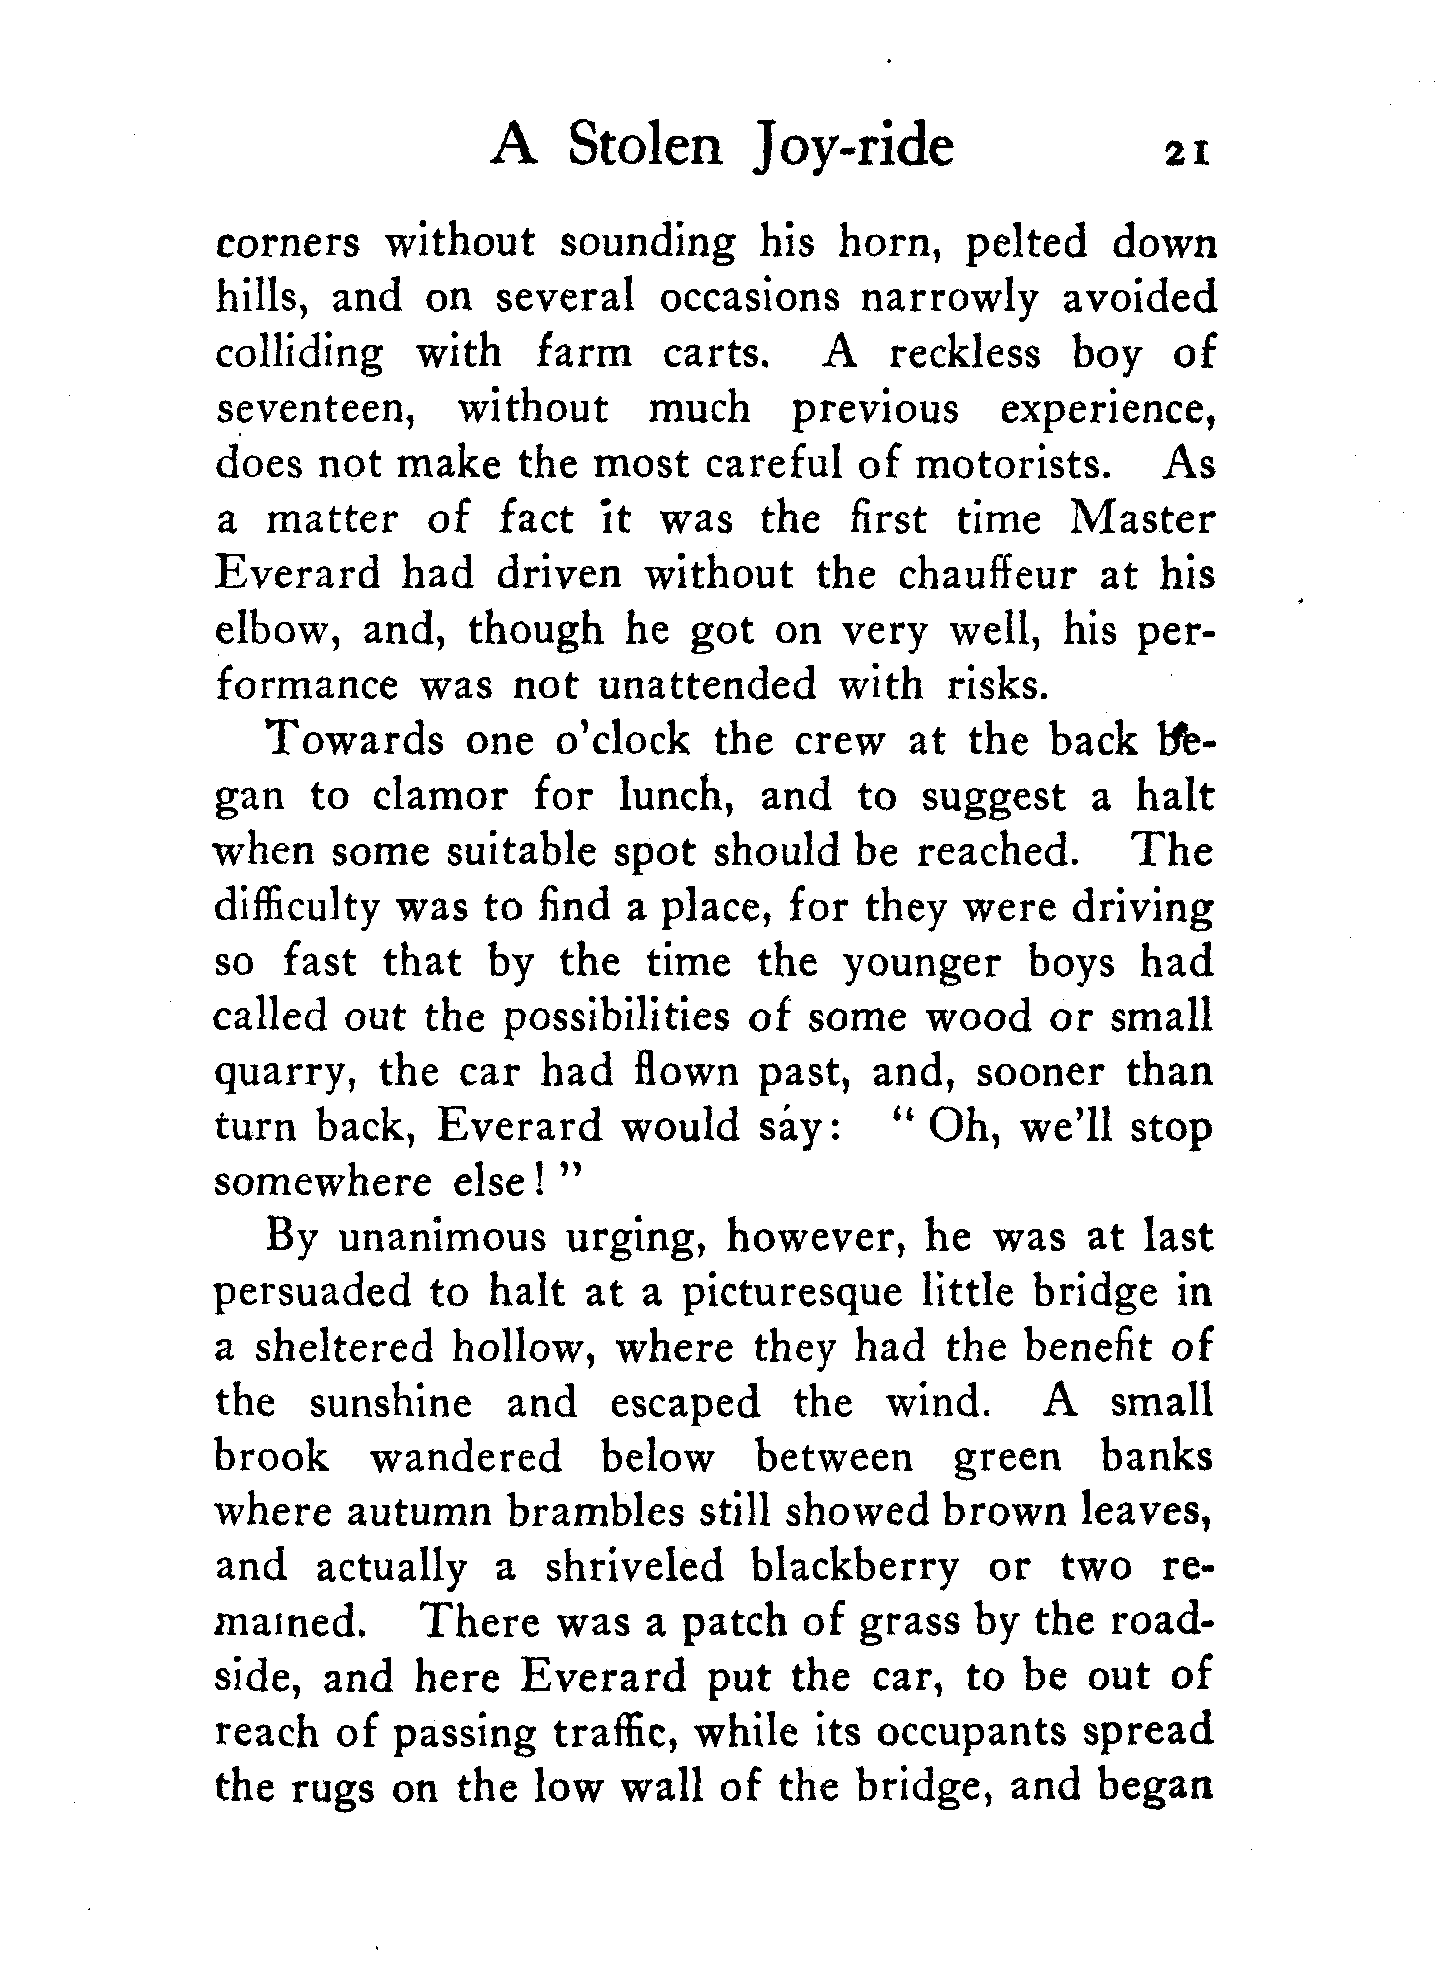 A Stolen Joy-ride 21
corners without sounding his horn, pelted down
hills, and on several occasions narrowly avoided
colliding with farm carts. A reckless boy of
seventeen, without much previous experience,
does not make the most careful of motorists. As
a matter of fact it was the first time Master
Everard had driven without the chauffeur at his
elbow, and, though he got on very well, his per-
formance was not unattended with risks.
Towards one o'clock the crew at the back be-
gan to clamor for lunch, and to suggest a halt
when some suitable spot should be reached. The
difficulty was to find a place, for they were driving
so fast that by the time the younger boys had
called out the possibilities of some wood or small
quarry, the car had flown past, and, sooner than
turn back, Everard would say: “ Oh, we'll stop
somewhere else! ”
By unanimous urging, however, he was at last
persuaded to halt at a picturesque little bridge in
a sheltered hollow, where they had the benefit of
the sunshine and escaped the wind. A small
brook wandered below between green banks
where autumn brambles still showed brown leaves,
and actually a shriveled blackberry or two re-
mained. There was a patch of grass by the road-
side, and here Everard put the car, to be out of
reach of passing traffic, while its occupants spread
the rugs on the low wall of the bridge, and began